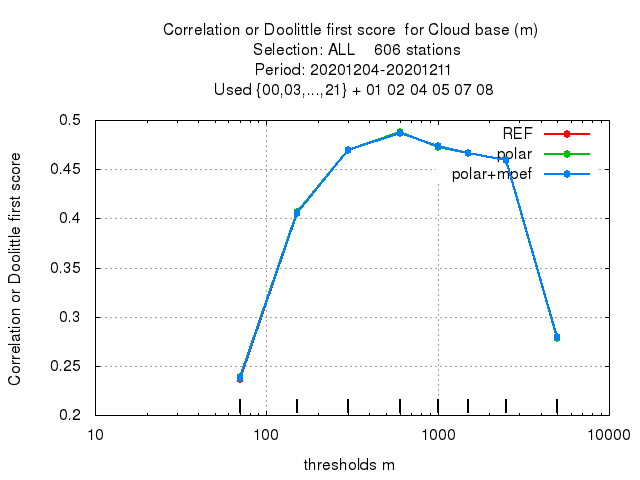 Correlation or Doolittle first score  for Cloud base (m)
Selection: ALL    606 stations
Period: 20201204-20201211
Used {00,03,...,21} + 01 02 04 05 07 08
Correlation or Doolittle first score
0.5
0.45
0.4
0.35
0.3
0.25
0.2
REF
polar
polar+mpef
10
100
1000
10000
thresholds m